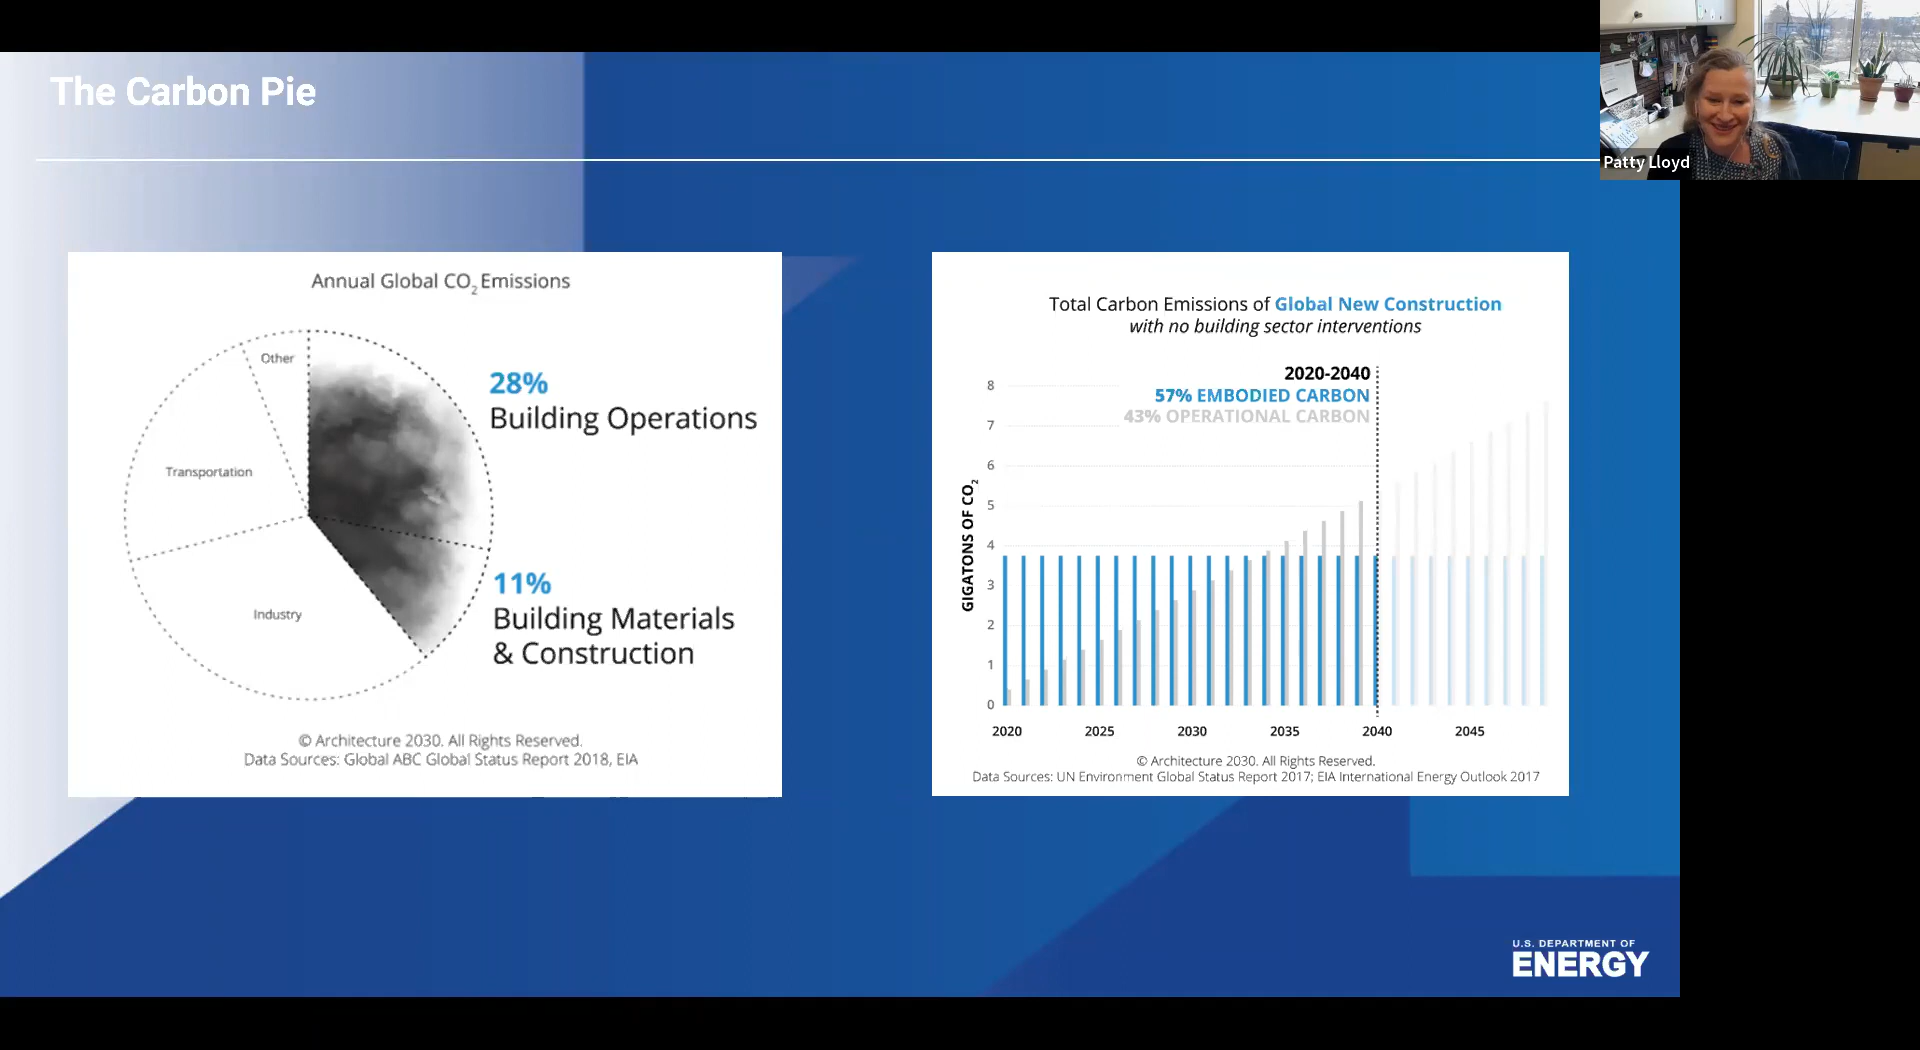 The Carbon Pie
Patty Lloyd
Annual Global CO2 Emissions
Other
Transportation
Industry
28%
Building Operations
11%
Building Materials
& Construction
© Architecture 2030. All Rights Reserved.
Data Sources: Global ABC Global Status Report 2018, EIA
Total Carbon Emissions of Global New Construction
with no building sector interventions
2020-2040
57% EMBODIED CARBON
43% OPERATIONAL CARBON
GIGATONS OF CO2
8
7
6
5
4
3
2
1
0
2020 2025 2030 2035 2040 2045
© Architecture 2030. All Rights Reserved.
Data Sources: UN Environment Global Status Report 2017; EIA International Energy Outlook 2017
U.S. DEPARTMENT OF
ENERGY